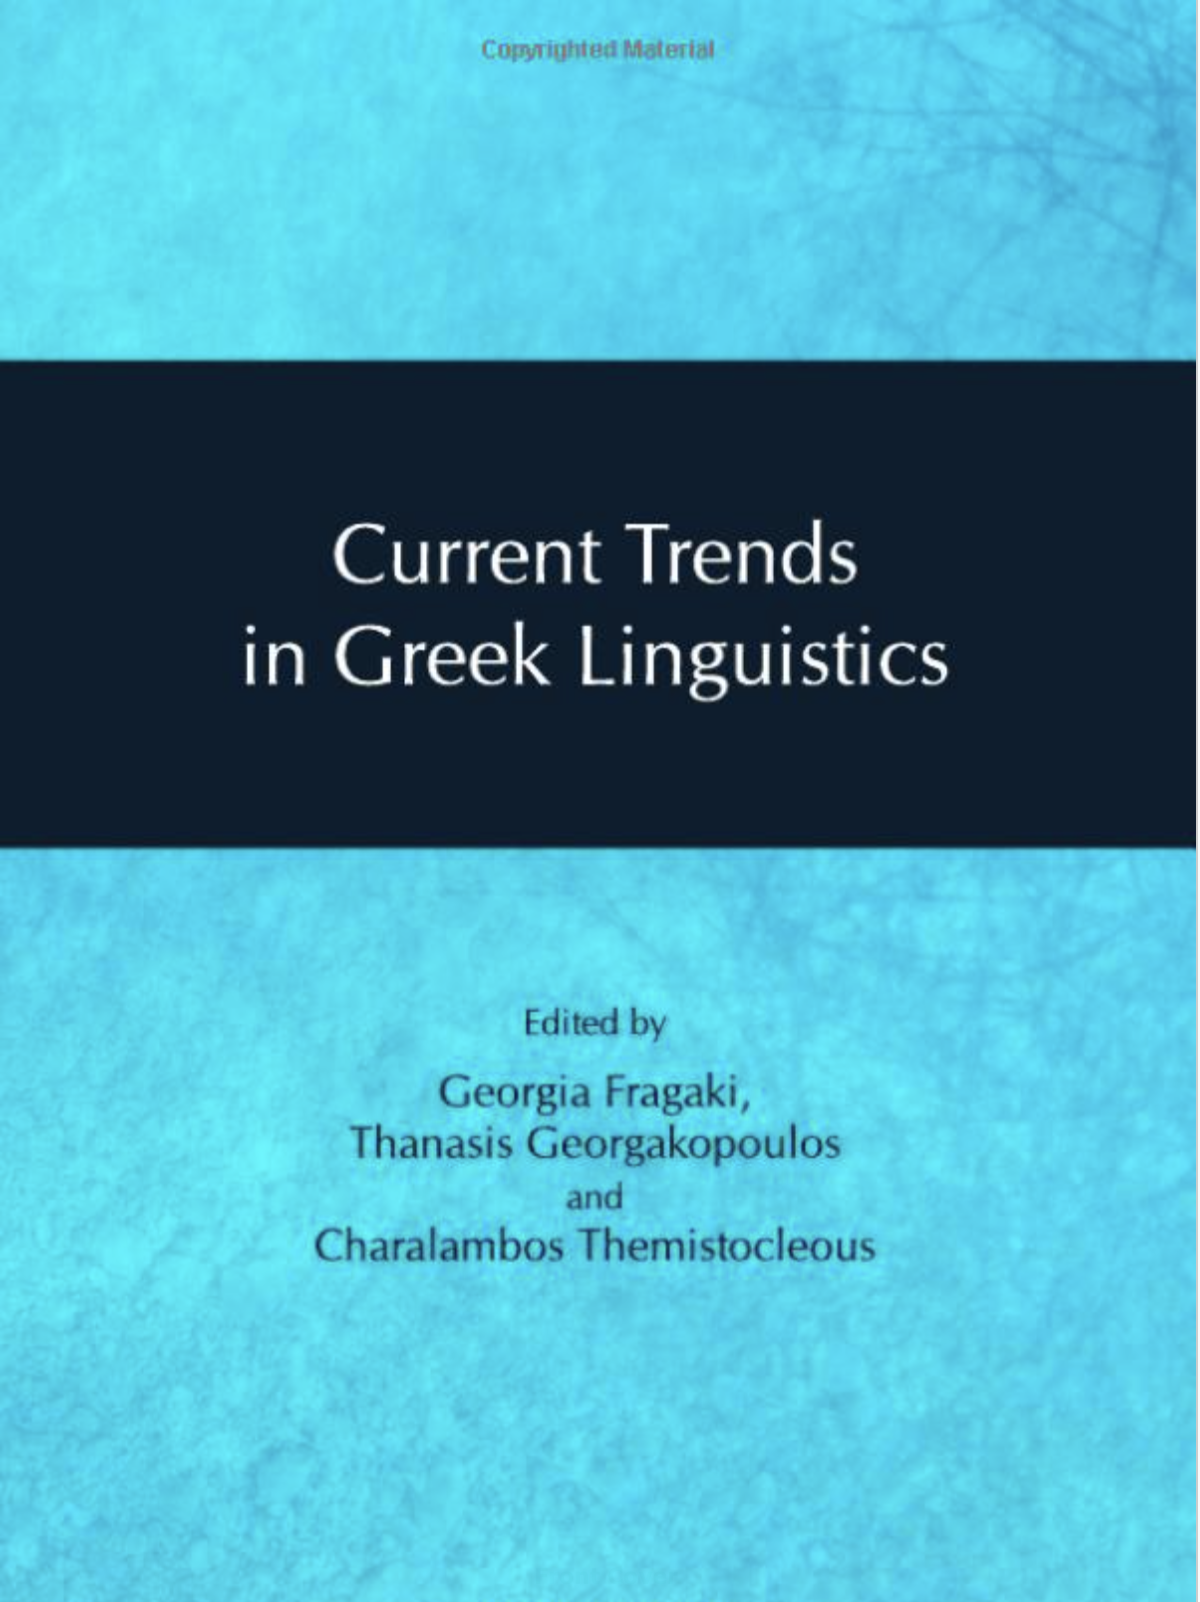 Copyrighted Material
Current Trends
in Greek Linguistics
Edited by
Georgia Fragaki,
Thanasis Georgakopoulos
and
Charalambos Themistocleous